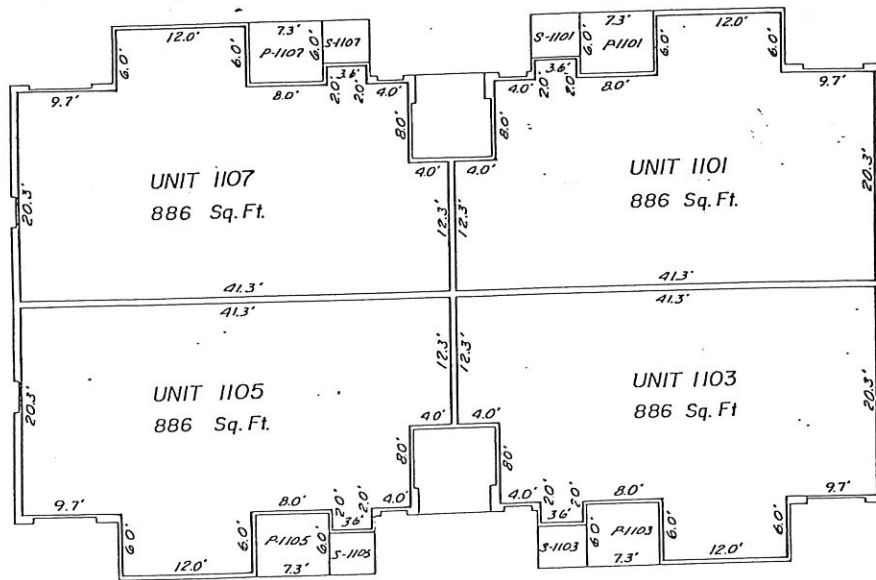 12.0' 7.3' S-1107 S-1101 7.3' 12.0'
6.0' 6.0' P-1107 6.0' 6.0' P1101 6.0' 6.0'
9.7' 8.0' 2.0' 3.6' 2.0' 4.0' 4.0' 2.0' 3.6' 2.0' 8.0' 9.7'
8.0' 8.0'
4.0' 4.0'
UNIT 1107
886 Sq. Ft.
UNIT 1101
886 Sq. Ft.
20.3' 12.3' 12.3' 20.3'
41.3' 41.3'
41.3' 41.3'
20.3' 12.3' 12.3' 20.3'
UNIT 1105
886 Sq. Ft.
UNIT 1103
886 Sq. Ft
4.0' 4.0'
80' 80'
9.7' 8.0' 2.0' 3.6' 2.0' 4.0' 4.0' 2.0' 3.6' 2.0' 8.0' 9.7'
6.0' 6.0' P-1105 6.0' S-1105 S-1103 6.0' P-1103 6.0' 6.0'
12.0' 7.3' 7.3' 12.0'